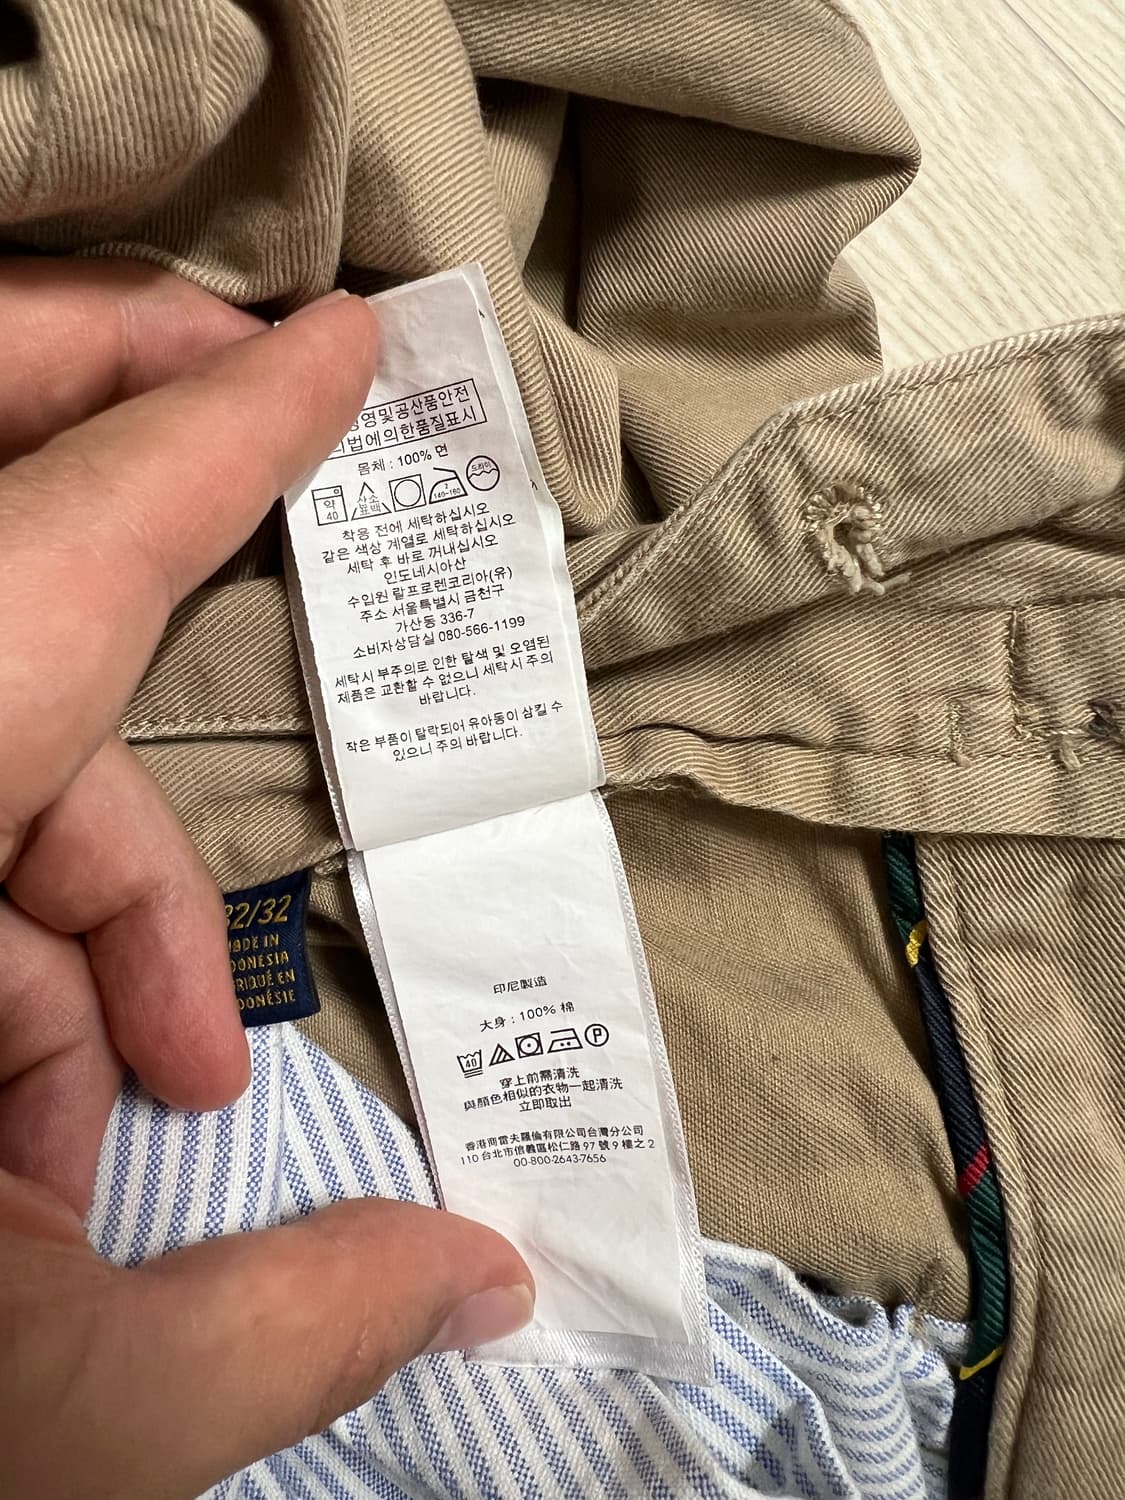 영및공산품안전
법에의한품질표시
몸체 : 100% 면
약
40
산소
표백
140~160
드라이
착용 전에 세탁하십시오
같은 색상 계열로 세탁하십시오
세탁 후 바로 꺼내십시오
인도네시아산
수입원 랄프로렌코리아(유)
주소 서울특별시 금천구
가산동 336-7
소비자상담실 080-566-1199
세탁시 부주의로 인한 탈색 및 오염된
제품은 교환할 수 없으니 세탁시 주의
바랍니다.
작은 부품이 탈락되어 유아동이 삼킬 수
있으니 주의 바랍니다.
32/32
MADE IN
DONESIA
RIQUÉ EN
DONÉSIE
印尼製造
大身 : 100% 棉
40
P
穿上前需清洗
與顏色相似的衣物一起清洗
立即取出
香港商雷夫羅倫有限公司台灣分公司
110 台北市信義區松仁路 97 號 9 樓之 2
00-800-2643-7656